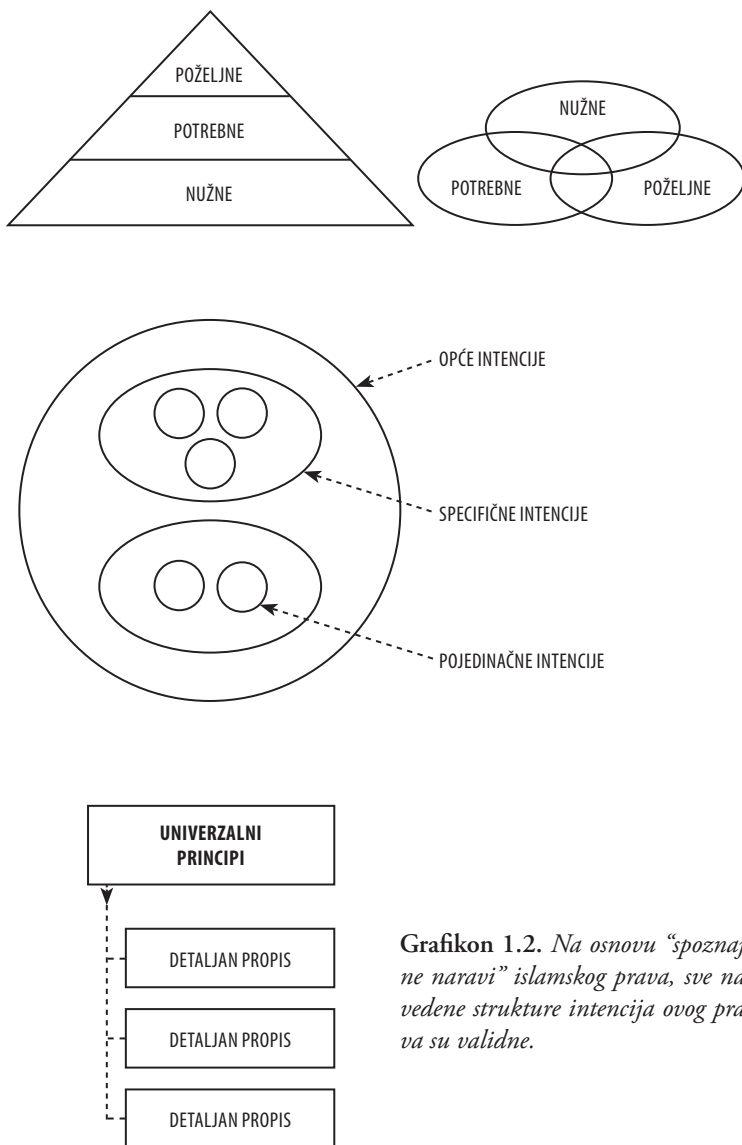 POŽELJNE
POTREBNE
NUŽNE
NUŽNE
POTREBNE
POŽELJNE
OPĆE INTENCIJE
SPECIFIČNE INTENCIJE
POJEDINAČNE INTENCIJE
UNIVERZALNI
PRINCIPI
DETALJAN PROPIS
DETALJAN PROPIS
DETALJAN PROPIS
Grafikon 1.2. Na osnovu “spoznaj
ne naravi” islamskog prava, sve na
vedene strukture intencija ovog pra
va su validne.